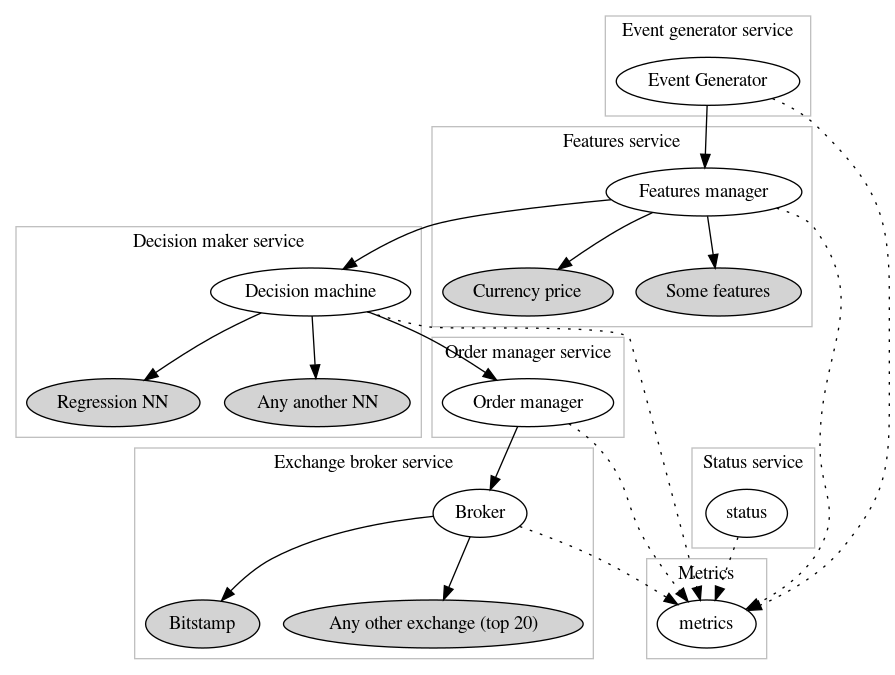 Event generator service
Event Generator
Features service
Features manager
Decision maker service
Decision machine
Currency price
Some features
Order manager service
Regression NN
Any another NN
Order manager
Exchange broker service
Status service
Broker
status
Metrics
Bitstamp
Any other exchange (top 20)
metrics